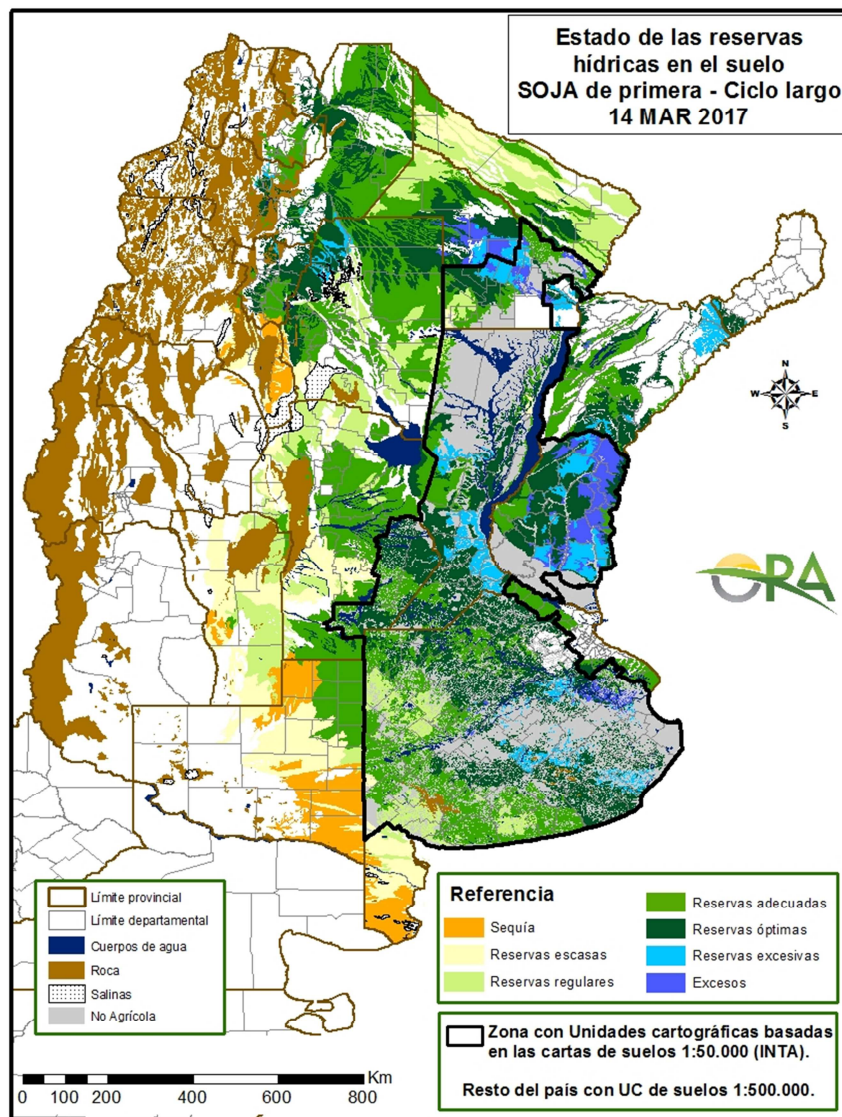 Estado de las reservas
hídricas en el suelo
SOJA de primera - Ciclo largo
14 MAR 2017
N
W
E
S
ORA
Límite provincial
Límite departamental
Cuerpos de agua
Roca
Salinas
No Agrícola
Referencia
Sequía
Reservas escasas
Reservas regulares
Reservas adecuadas
Reservas óptimas
Reservas excesivas
Excesos
Zona con Unidades cartográficas basadas
en las cartas de suelos 1:50.000 (INTA).
Resto del país con UC de suelos 1:500.000.
Km
0 100 200 400 600 800